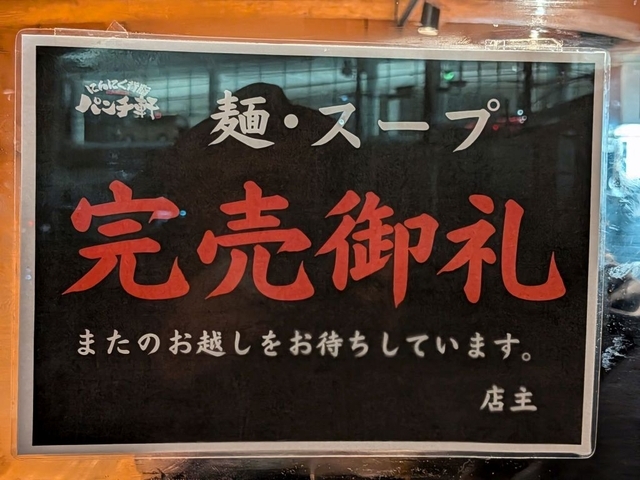 パンチ軒
麺・スープ
完売御礼
またのお越しをお待ちしています。
店主